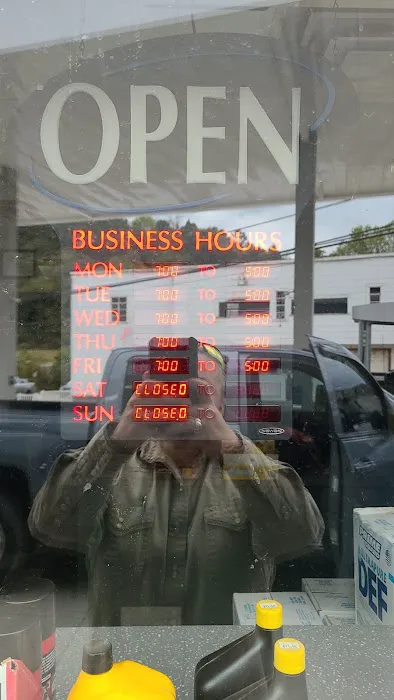 OPEN
BUSINESS HOURS
MON 7:00 TO 5:00
TUE 7:00 TO 5:00
WED 7:00 TO 5:00
THU 7:00 TO 5:00
FRI 7:00 TO 5:00
SAT CLOSED TO
SUN CLOSED TO
DEF